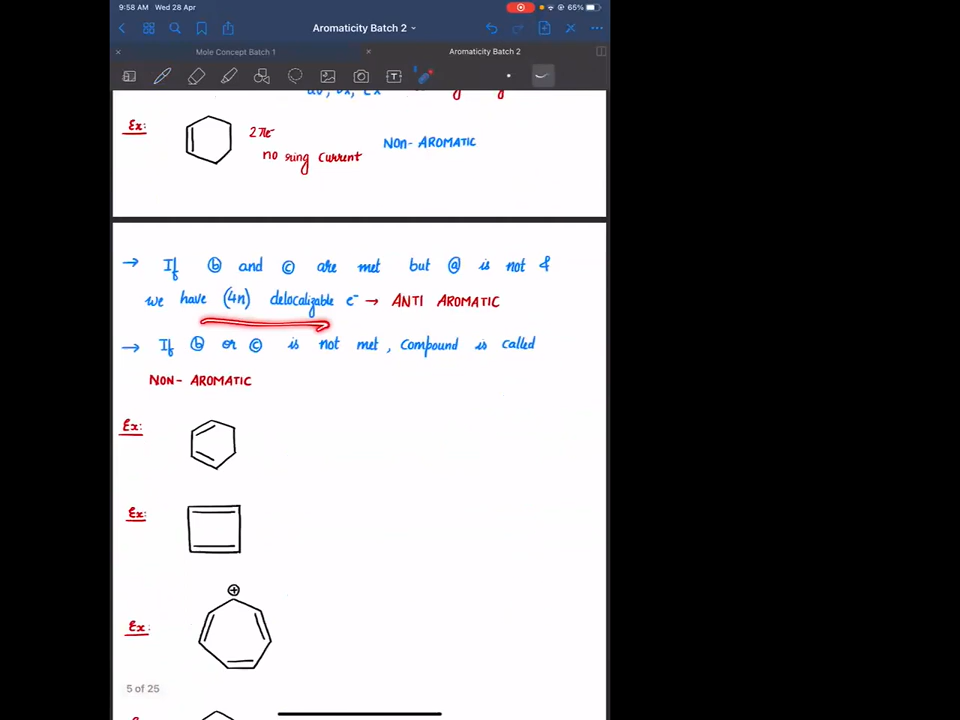 9:58 AM Wed 28 Apr
65%
Aromaticity Batch 2
Mole Concept Batch 1
Aromaticity Batch 2
Ex:
2πe⁻
no ring current
NON-AROMATIC
→ If ⓑ and ⓒ are met but ⓐ is not &
we have (4n) delocalizable e⁻ → ANTI AROMATIC
→ If ⓑ or ⓒ is not met, compound is called
NON-AROMATIC
Ex:
Ex:
⊕
Ex:
5 of 25